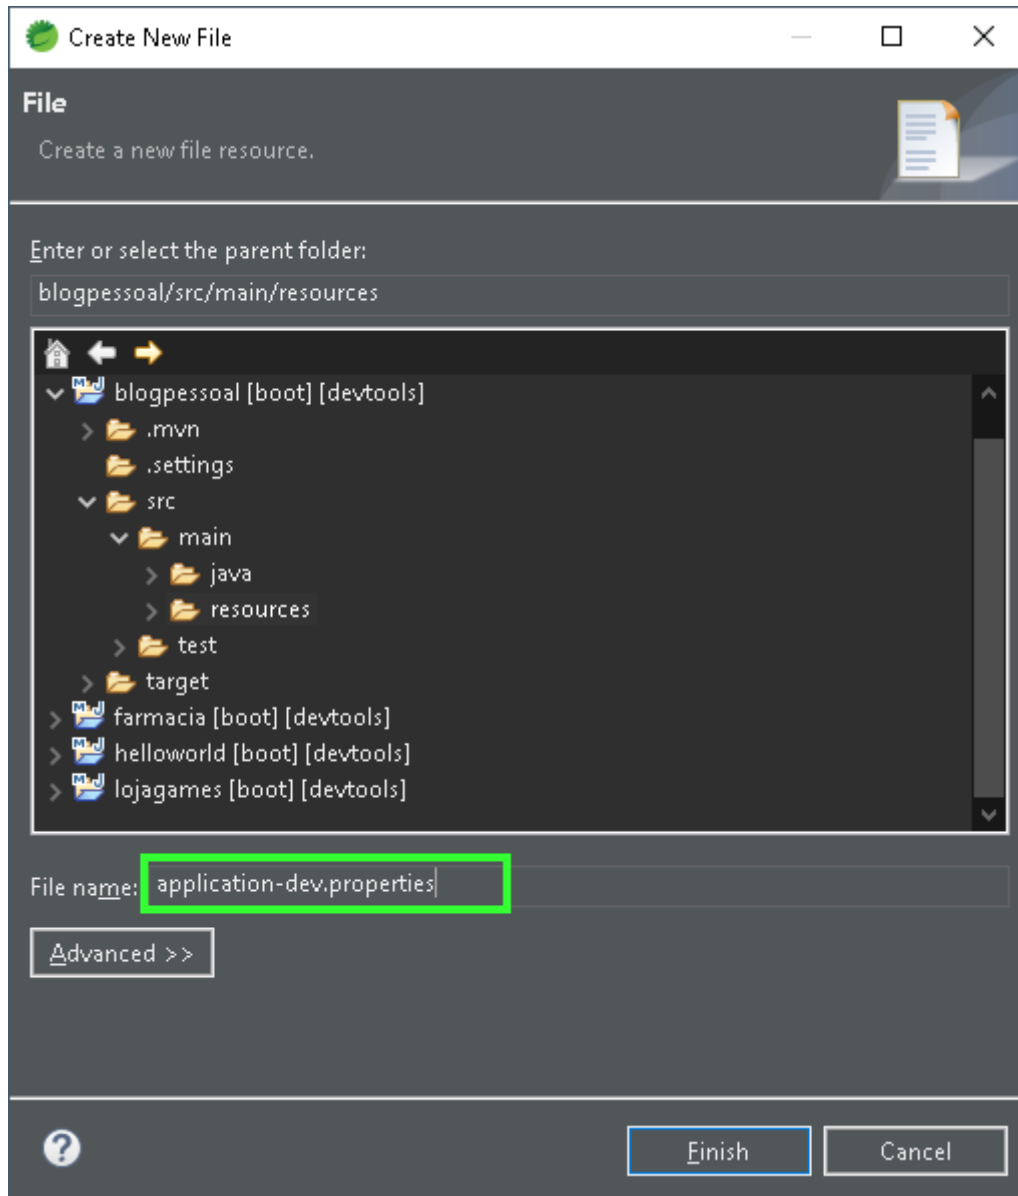 Create New File
File
Create a new file resource.
Enter or select the parent folder:
blogpessoal/src/main/resources
blogpessoal [boot] [devtools]
.mvn
.settings
src
main
java
resources
test
target
farmacia [boot] [devtools]
helloworld [boot] [devtools]
lojagames [boot] [devtools]
File name: application-dev.properties
Advanced >>
Finish Cancel